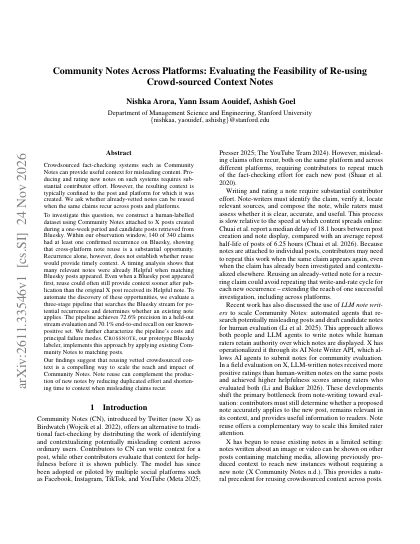 Community Notes Across Platforms: Evaluating the Feasibility of Re-using
Crowd-sourced Context Notes
Nishka Arora, Yann Issam Aouidef, Ashish Goel
Department of Management Science and Engineering, Stanford University
{nishka, yaouidef, ashishg}@stanford.edu
arXiv:2611.33546v1 [cs.SI] 24 Nov 2026
Abstract
Crowdsourced fact-checking systems such as Community
Notes can provide useful context for misleading content. Pro-
ducing and rating new notes on such systems requires sub-
stantial contributor effort. However, the resulting context is
typically confined to the post and platform for which it was
created. We ask whether already-vetted notes can be reused
when the same claims recur across posts and platforms.
To investigate this question, we construct a human-labelled
dataset using Community Notes attached to X posts created
during a one-week period and candidate posts retrieved from
Bluesky. Within our observation window, 140 of 340 claims
had at least one confirmed recurrence on Bluesky, showing
that cross-platform note reuse is a substantial opportunity.
Recurrence alone, however, does not establish whether reuse
would provide timely context. A timing analysis shows that
many relevant notes were already Helpful when matching
Bluesky posts appeared. Even when a Bluesky post appeared
first, reuse could often still provide context sooner after pub-
lication than the original X post received its Helpful note. To
automate the discovery of these opportunities, we evaluate a
three-stage pipeline that searches the Bluesky stream for po-
tential recurrences and determines whether an existing note
applies. The pipeline achieves 72.6% precision in a held-out
stream evaluation and 70.1% end-to-end recall on our known-
positive set. We further characterize the pipeline's costs and
principal failure modes. CROSSNOTE, our prototype Bluesky
labeler, implements this approach by applying existing Com-
munity Notes to matching posts.
Our findings suggest that reusing vetted crowdsourced con-
text is a compelling way to scale the reach and impact of
Community Notes. Note reuse can complement the produc-
tion of new notes by reducing duplicated effort and shorten-
ing time to context when misleading claims recur.
1 Introduction
Community Notes (CN), introduced by Twitter (now X) as
Birdwatch (Wojcik et al. 2022), offers an alternative to tradi-
tional fact-checking by distributing the work of identifying
and contextualizing potentially misleading content across
ordinary users. Contributors to CN can write context for a
post, while other contributors evaluate that context for help-
fulness before it is shown publicly. The model has since
been adopted or piloted by multiple social platforms such
as Facebook, Instagram, TikTok, and YouTube (Meta 2025;
Presser 2025; The YouTube Team 2024). However, mislead-
ing claims often recur, both on the same platform and across
different platforms, requiring contributors to repeat much
of the fact-checking effort for each new post (Shaar et al.
2020).
Writing and rating a note require substantial contributor
effort. Note-writers must identify the claim, verify it, locate
relevant sources, and compose the note, while raters must
assess whether it is clear, accurate, and useful. This process
is slow relative to the speed at which content spreads online:
Chuai et al. report a delay of 18.1 hours between post
creation and note display, compared with an average repost
half-life of posts of 6.25 hours (Chuai et al. 2026). Because
notes are attached to individual posts, contributors may need
to repeat this work when the same claim appears again, even
when the claim has already been investigated and contextu-
alized elsewhere. Reusing an already-vetted note for a recur-
ring claim could avoid repeating that write-and-rate cycle for
each new occurrence – extending the reach of one successful
investigation, including across platforms.
Recent work has also discussed the use of LLM note writ-
ers to scale Community Notes: automated agents that re-
search potentially misleading posts and draft candidate notes
for human evaluation (Li et al. 2025). This approach allows
both people and LLM agents to write notes while humans
retain authority over which notes are displayed. X has
operationalized it through its AI Note Writer API, which al-
lows AI agents to submit notes for community evaluation. In
a field evaluation on X, LLM-written notes received more
positive ratings than human-written notes on the same posts
and achieved higher helpfulness scores among raters who
evaluated both (Li and Bakker 2026). These developments
shift the primary bottleneck from note-writing toward eval-
uation: contributors must still determine whether a proposed
note accurately applies to the new post, remains relevant in
its context, and provides useful information to readers. Note
reuse offers a complementary way to scale this limited rater
attention.
X has begun to reuse existing notes in a limited setting:
notes written about an image or video can be shown on other
posts containing matching media, allowing previously pro-
duced context to reach new instances without requiring a
new note (X Community Notes n.d.). This provides a natu-
ral precedent for reusing crowdsourced context across posts.